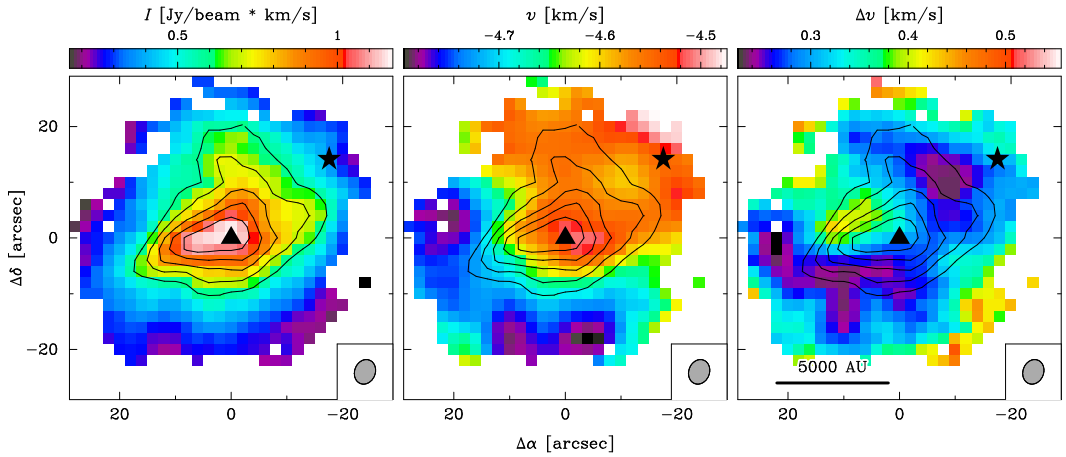 I [Jy/beam * km/s]
v [km/s]
Δv [km/s]
0.5 1
−4.7 −4.6 −4.5
0.3 0.4 0.5
20
0
−20
Δδ [arcsec]
5000 AU
20 0 −20
20 0 −20
20 0 −20
Δα [arcsec]